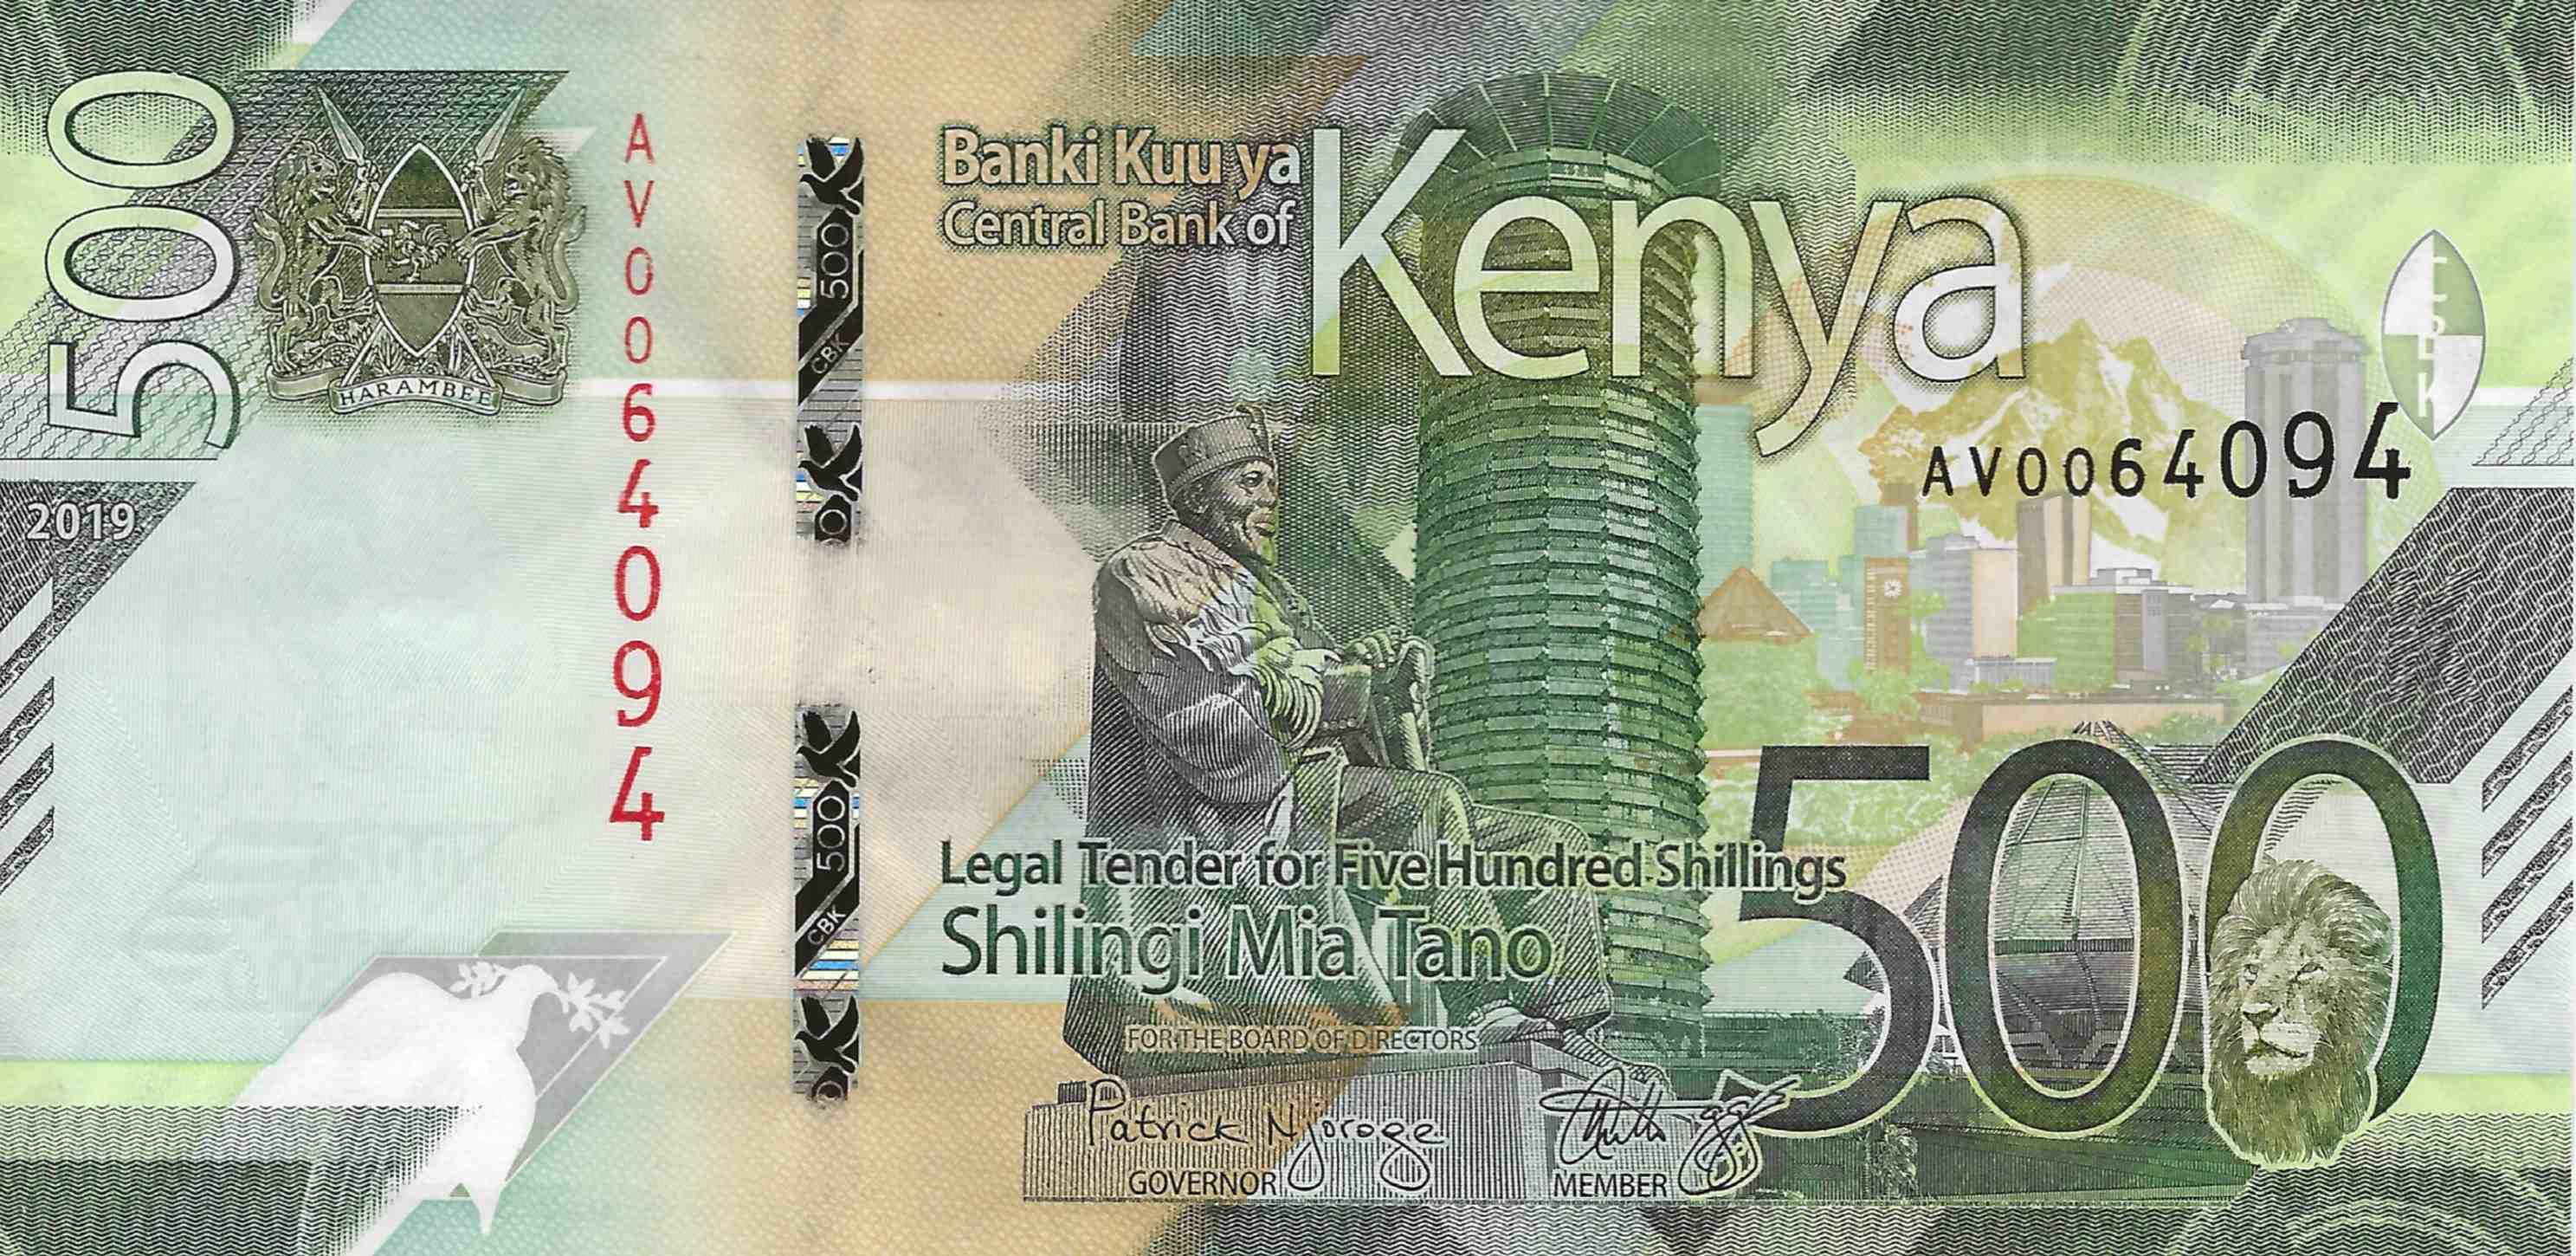 500
HARAMBEE
2019
AV0064094
500
CBK
500
CBK
Banki Kuu ya
Central Bank of
Kenya
CBK
AV0064094
Legal Tender for Five Hundred Shillings
Shilingi Mia Tano
500
FOR THE BOARD OF DIRECTORS
Patrick Njoroge
GOVERNOR
MEMBER